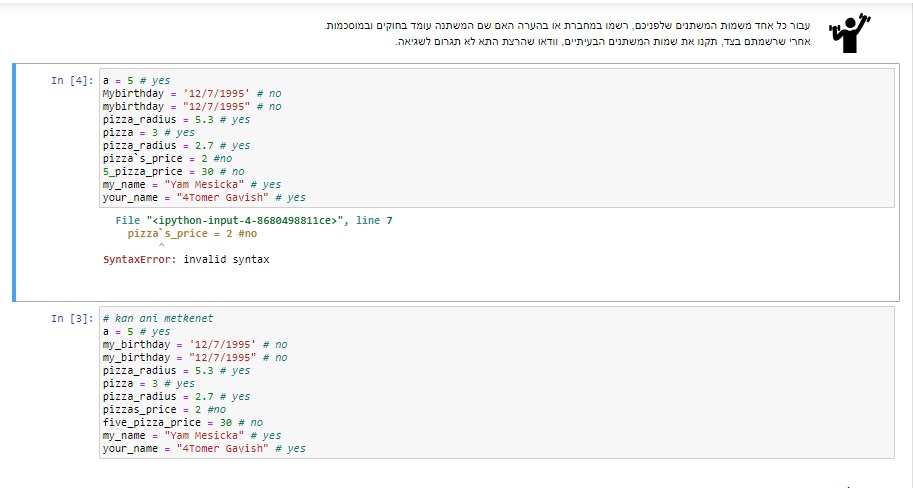 עבור כל אחד משמות המשתנים שלפניכם, רשמו במחברת או בהערה האם שם המשתנה עומד בחוקים ובמוסכמות.
אחרי שרשמתם בצד, תקנו את שמות המשתנים הבעיתיים, וודאו שהרצת התא לא תגרום לשגיאה.
In [4]: a = 5 # yes
Mybirthday = '12/7/1995' # no
mybirthday = "12/7/1995" # no
pizza_radius = 5.3 # yes
pizza = 3 # yes
pizza_radius = 2.7 # yes
pizza`s_price = 2 #no
5_pizza_price = 30 # no
my_name = "Yam Mesicka" # yes
your_name = "4Tomer Gavish" # yes
File "<ipython-input-4-8680498811ce>", line 7
pizza`s_price = 2 #no
^
SyntaxError: invalid syntax
In [3]: # kan ani metkenet
a = 5 # yes
my_birthday = '12/7/1995' # no
my_birthday = "12/7/1995" # no
pizza_radius = 5.3 # yes
pizza = 3 # yes
pizza_radius = 2.7 # yes
pizzas_price = 2 #no
five_pizza_price = 30 # no
my_name = "Yam Mesicka" # yes
your_name = "4Tomer Gavish" # yes